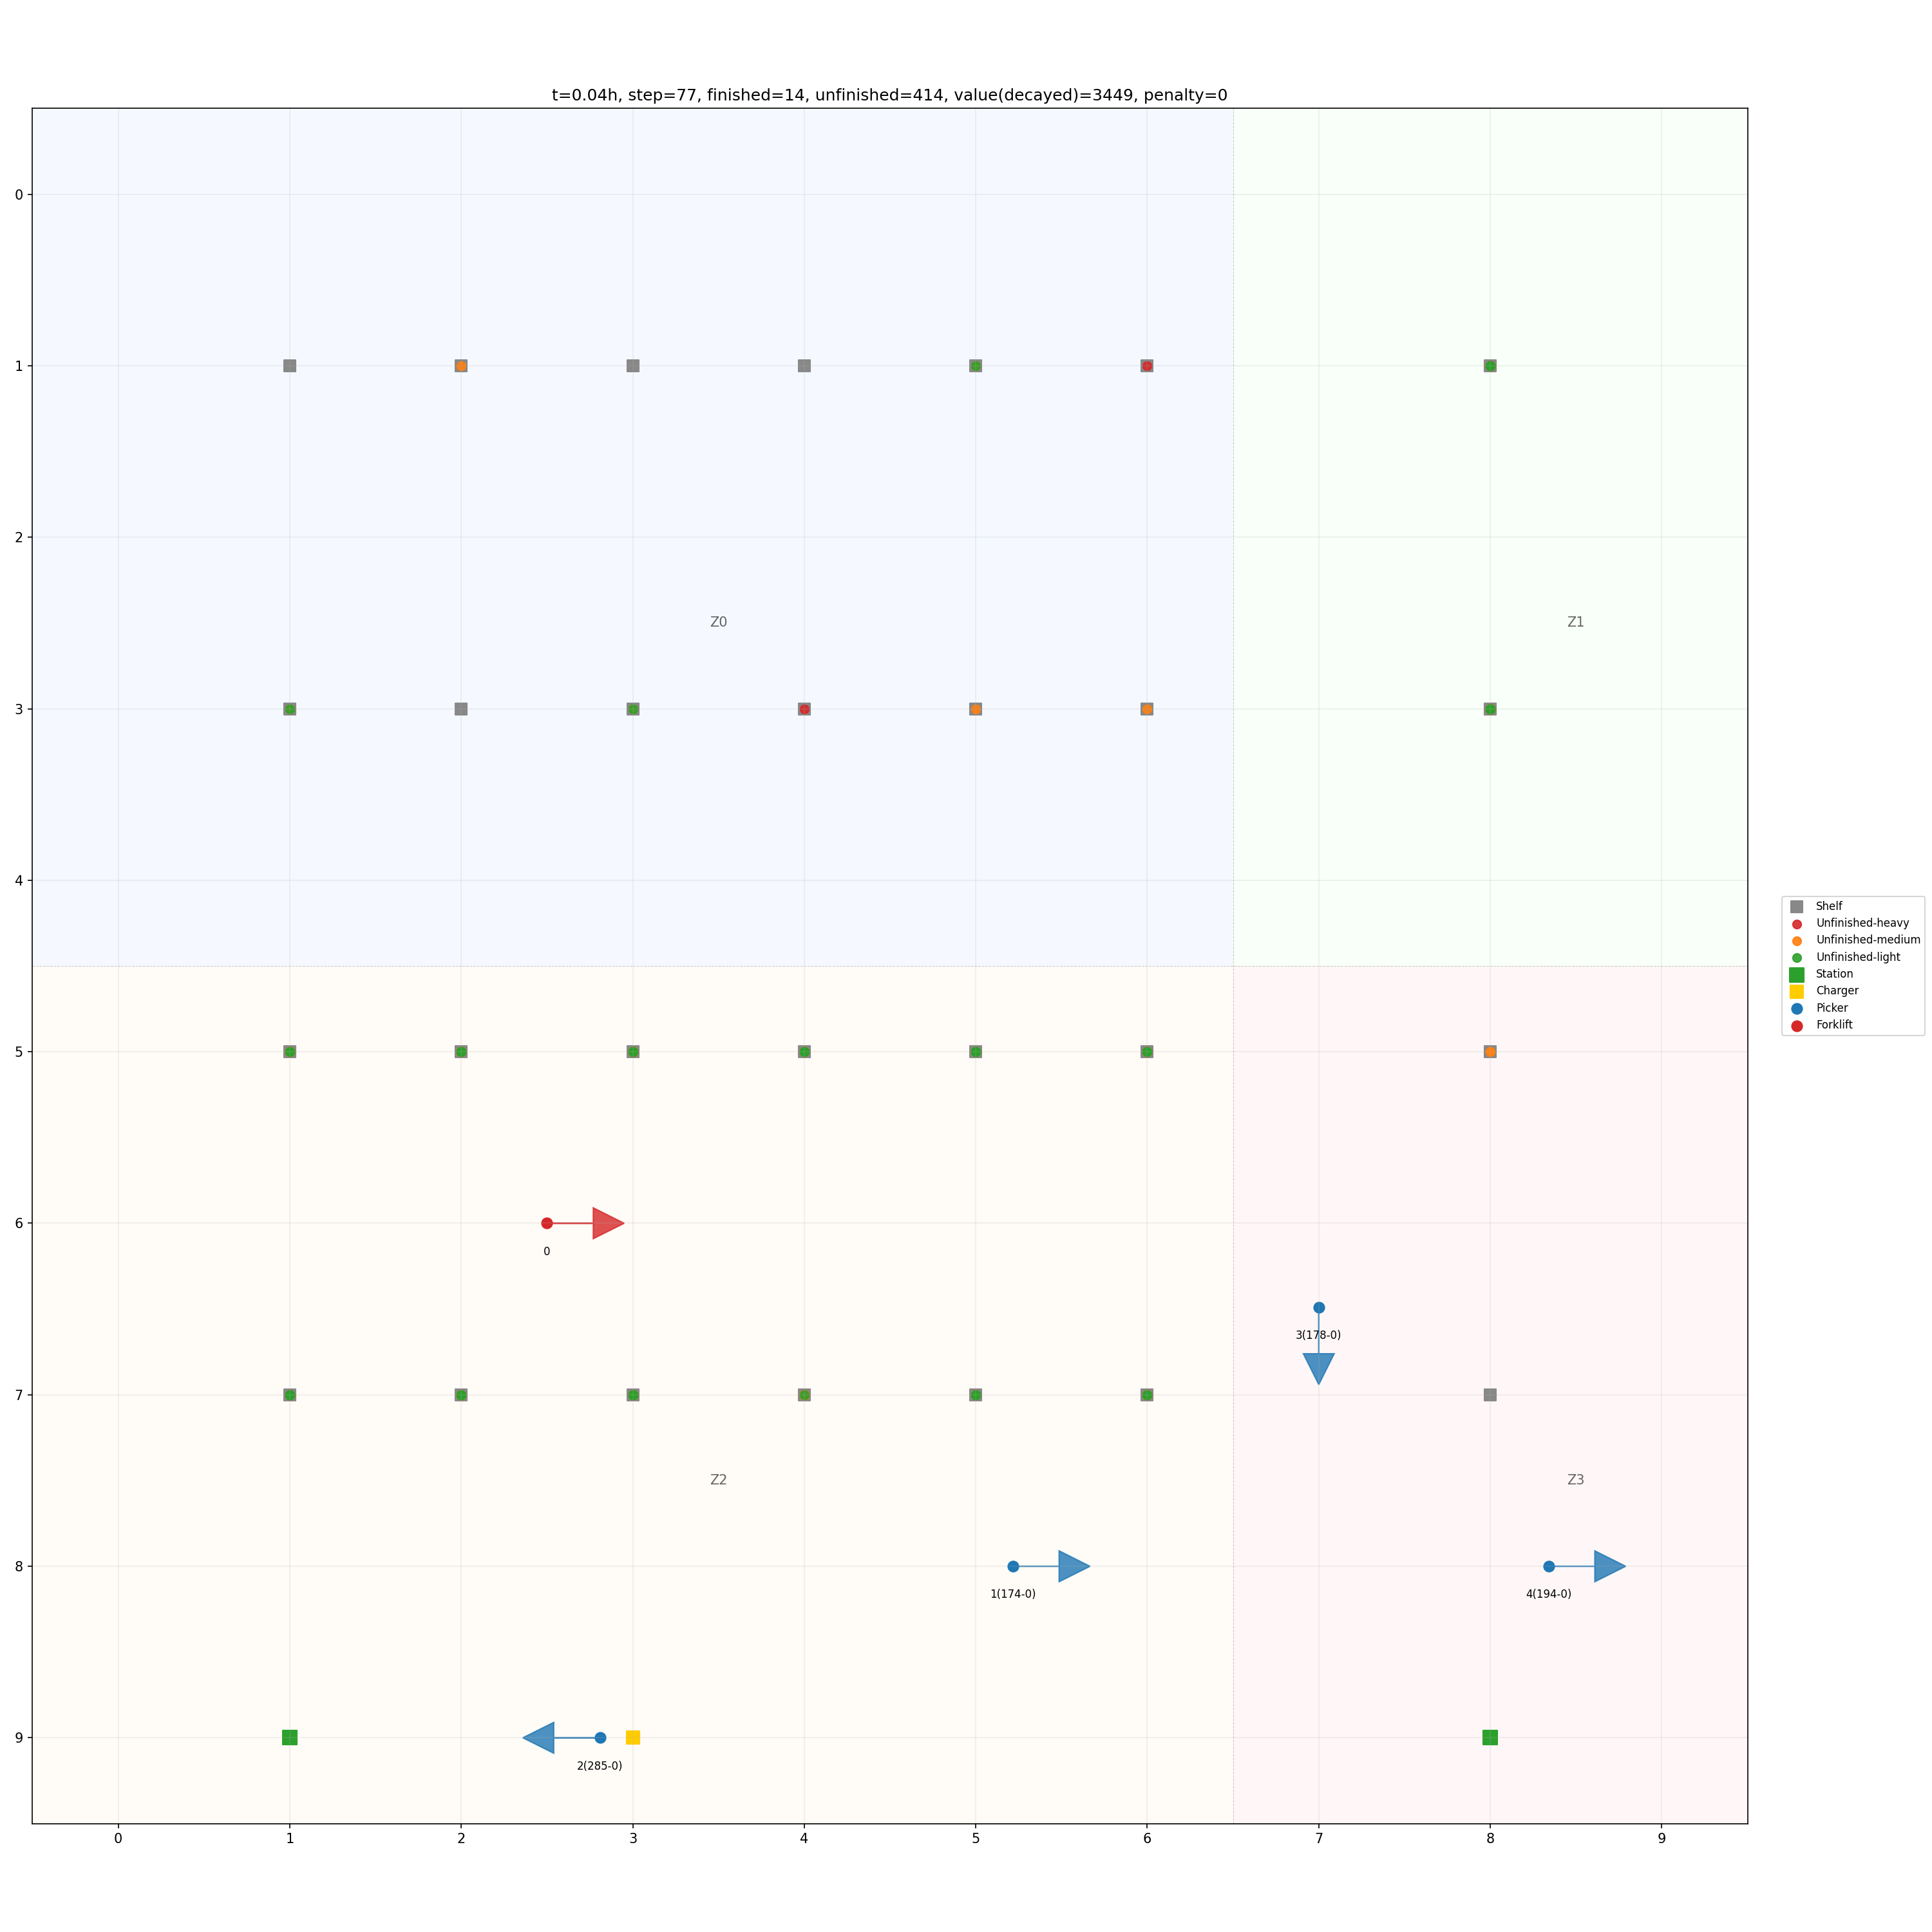 t=0.04h, step=77, finished=14, unfinished=414, value(decayed)=3449, penalty=0
0
1
2
Z0
Z1
3
4
Shelf
Unfinished-heavy
Unfinished-medium
Unfinished-light
Station
Charger
Picker
Forklift
5
6
0
3(178-0)
7
Z2
Z3
8
1(174-0)
4(194-0)
9
2(285-0)
0 1 2 3 4 5 6 7 8 9